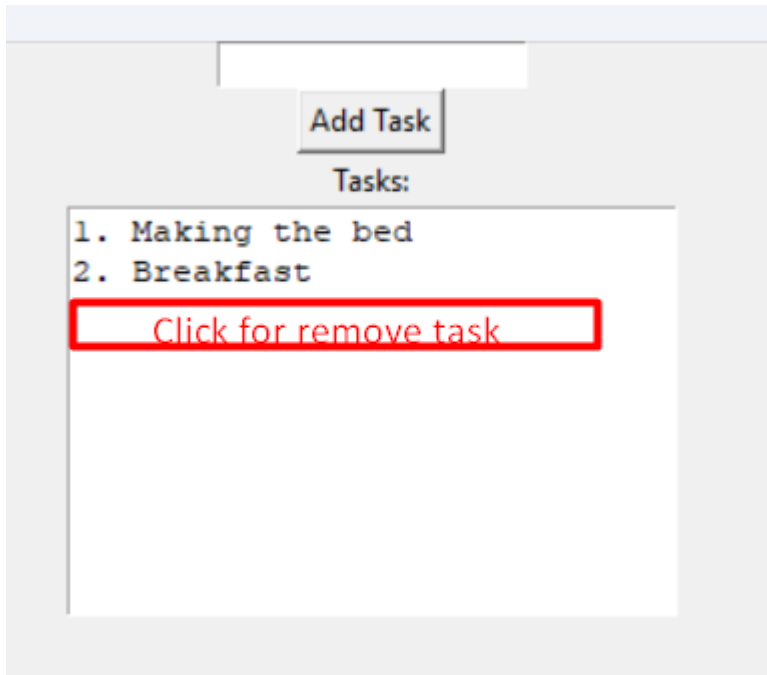 Add Task
Tasks:
1. Making the bed
2. Breakfast
Click for remove task